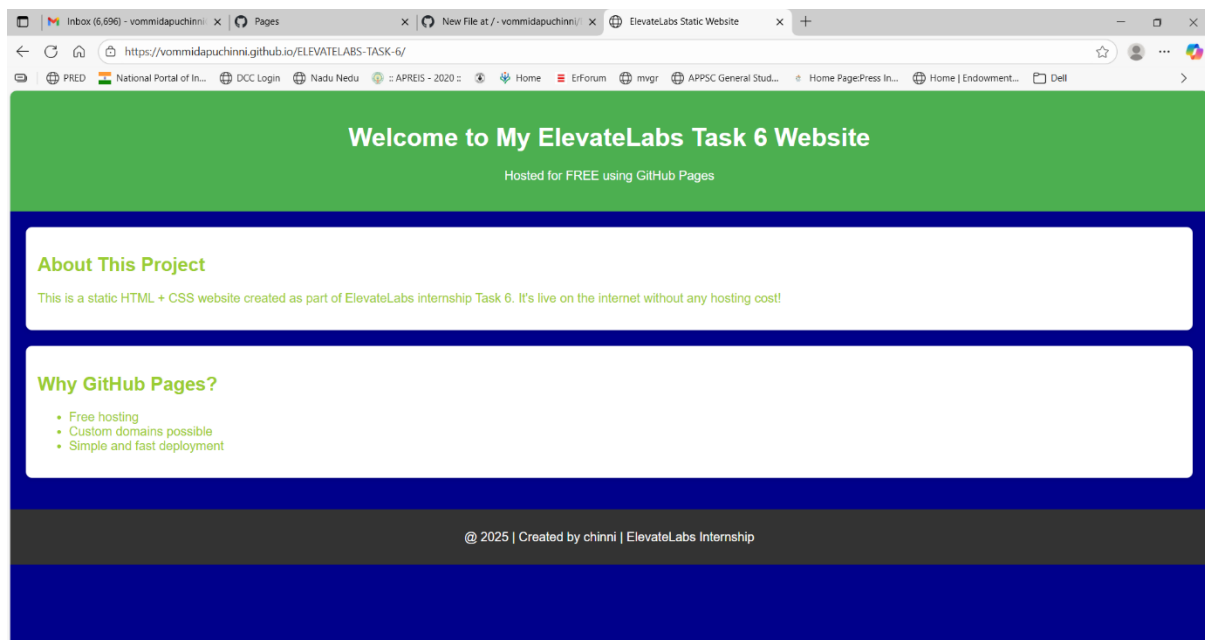 Inbox (6,696) - vommidapuchinni
Pages
New File at / · vommidapuchinni/
ElevateLabs Static Website
https://vommidapuchinni.github.io/ELEVATELABS-TASK-6/
PRED
National Portal of In...
DCC Login
Nadu Nedu
:: APREIS - 2020 ::
Home
ErForum
mvgr
APPSC General Stud...
Home Page:Press In...
Home | Endowment...
Dell
Welcome to My ElevateLabs Task 6 Website
Hosted for FREE using GitHub Pages
About This Project
This is a static HTML + CSS website created as part of ElevateLabs internship Task 6. It's live on the internet without any hosting cost!
Why GitHub Pages?
• Free hosting
• Custom domains possible
• Simple and fast deployment
@ 2025 | Created by chinni | ElevateLabs Internship